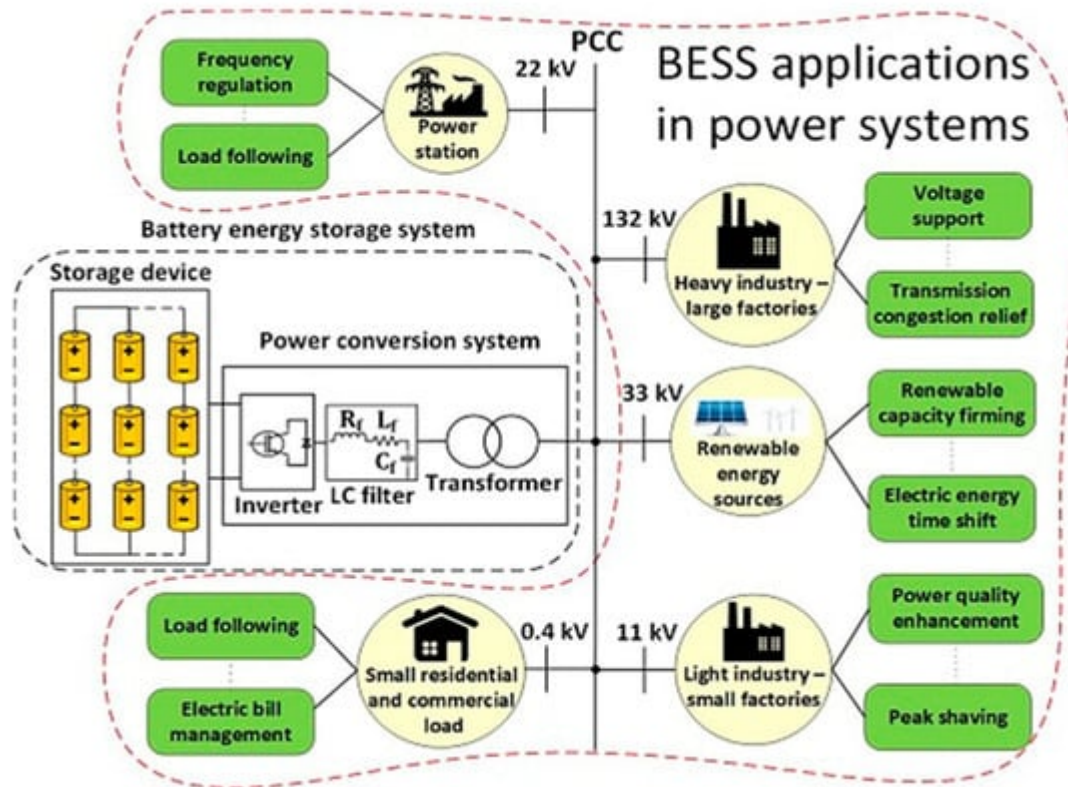 PCC
BESS applications
in power systems
Frequency
regulation
Load following
Power
station
22 kV
132 kV
Heavy industry –
large factories
Voltage
support
Transmission
congestion relief
Battery energy storage system
Storage device
+
−
+
−
+
−
+
−
+
−
+
−
+
−
+
−
+
−
Power conversion system
Inverter
Rf Lf
Cf
LC filter
Transformer
33 kV
Renewable
energy
sources
Renewable
capacity firming
Electric energy
time shift
Load following
Electric bill
management
Small residential
and commercial
load
0.4 kV
11 kV
Light industry –
small factories
Power quality
enhancement
Peak shaving